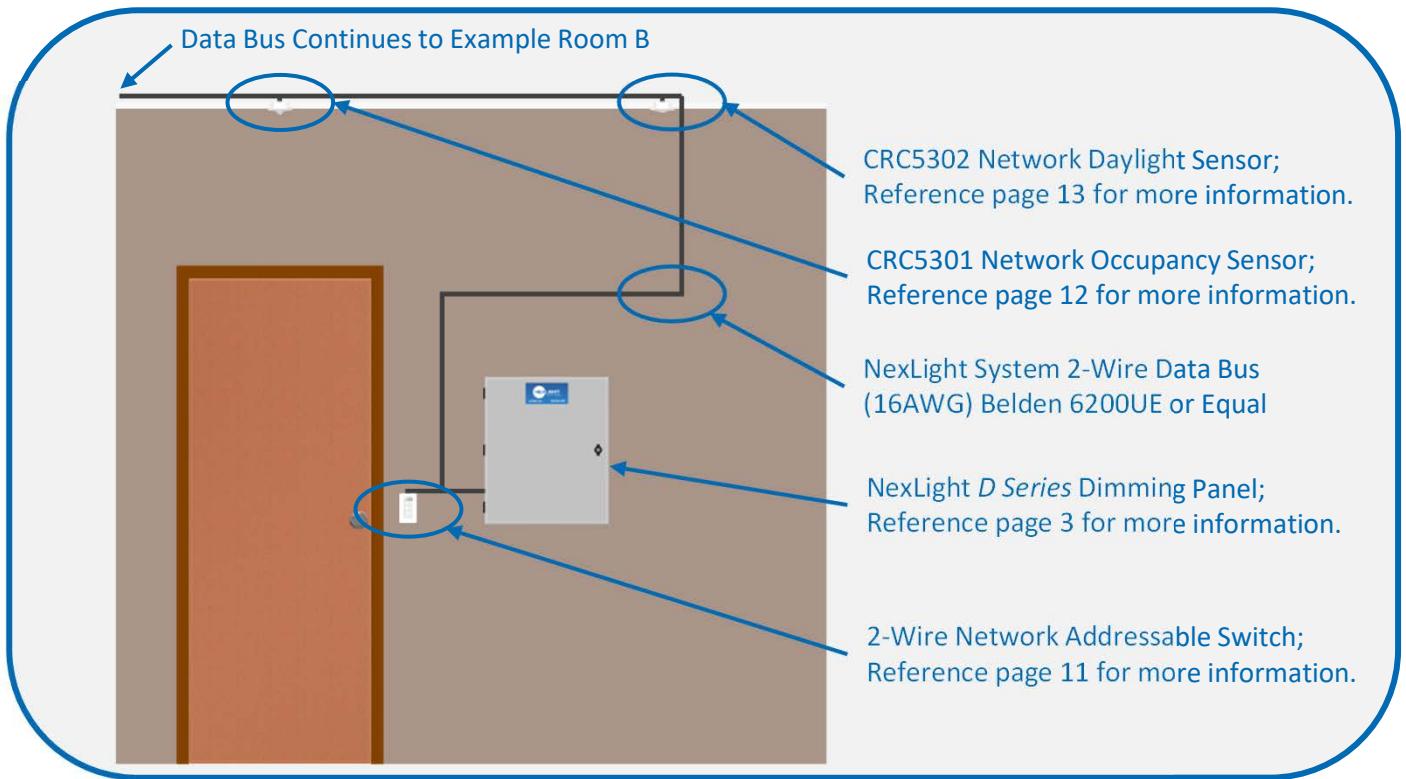 Data Bus Continues to Example Room B
CRC5302 Network Daylight Sensor;
Reference page 13 for more information.
CRC5301 Network Occupancy Sensor;
Reference page 12 for more information.
NexLight System 2-Wire Data Bus
(16AWG) Belden 6200UE or Equal
NEXLIGHT
NexLight D Series Dimming Panel;
Reference page 3 for more information.
2-Wire Network Addressable Switch;
Reference page 11 for more information.